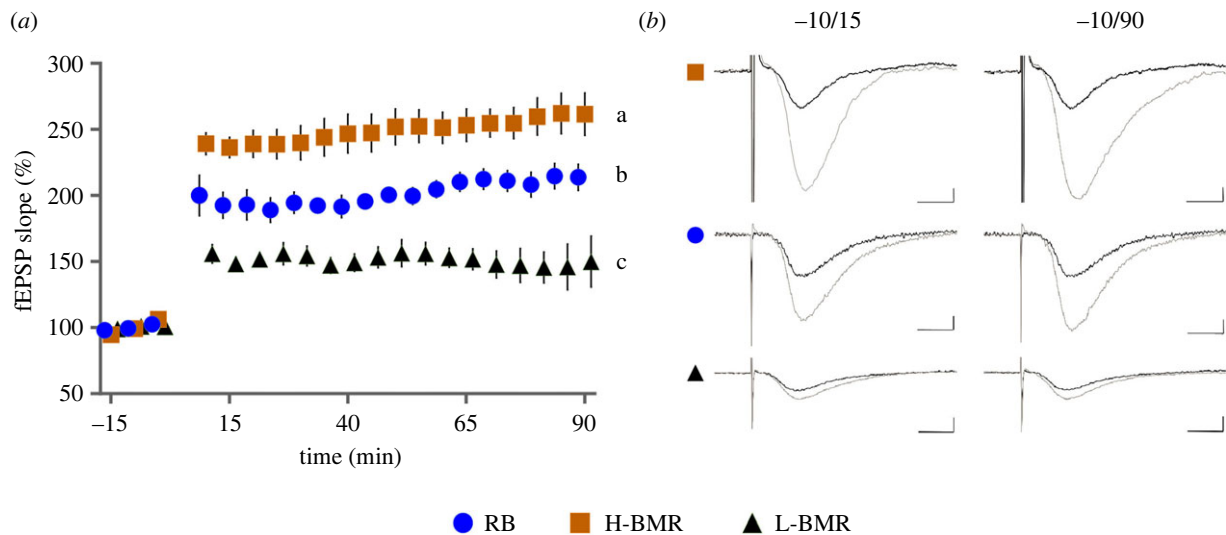 (a)
(b)
–10/15
–10/90
fEPSP slope (%)
300
250
200
150
100
50
a
b
c
–15
15
40
65
90
time (min)
RB
H-BMR
L-BMR